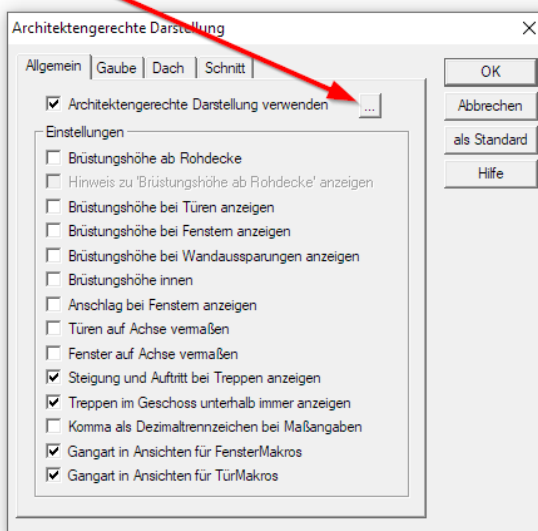 Architektengerechte Darstellung
Allgemein Gaube Dach Schnitt
Architektengerechte Darstellung verwenden ...
Einstellungen
Brüstungshöhe ab Rohdecke
Hinweis zu 'Brüstungshöhe ab Rohdecke' anzeigen
Brüstungshöhe bei Türen anzeigen
Brüstungshöhe bei Fenstern anzeigen
Brüstungshöhe bei Wandaussparungen anzeigen
Brüstungshöhe innen
Anschlag bei Fenstern anzeigen
Türen auf Achse vermaßen
Fenster auf Achse vermaßen
Steigung und Auftritt bei Treppen anzeigen
Treppen im Geschoss unterhalb immer anzeigen
Komma als Dezimaltrennzeichen bei Maßangaben
Gangart in Ansichten für FensterMakros
Gangart in Ansichten für TürMakros
OK
Abbrechen
als Standard
Hilfe